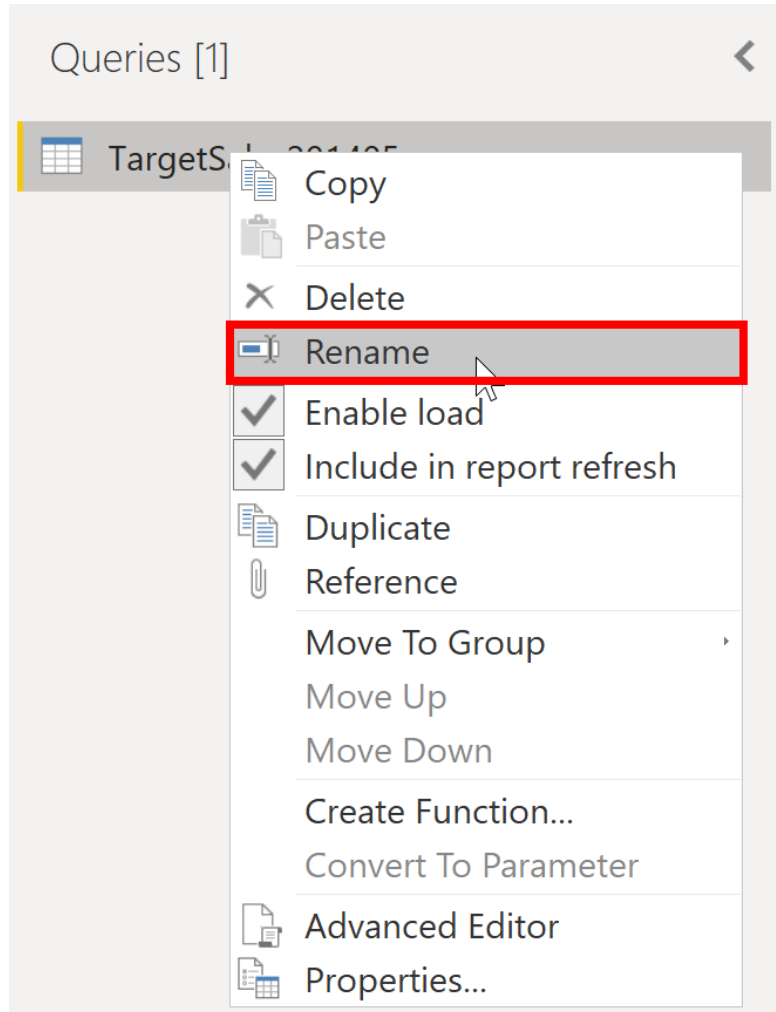 Queries [1]
Copy
Paste
Delete
Rename
Enable load
Include in report refresh
Duplicate
Reference
Move To Group
Move Up
Move Down
Create Function...
Convert To Parameter
Advanced Editor
Properties...